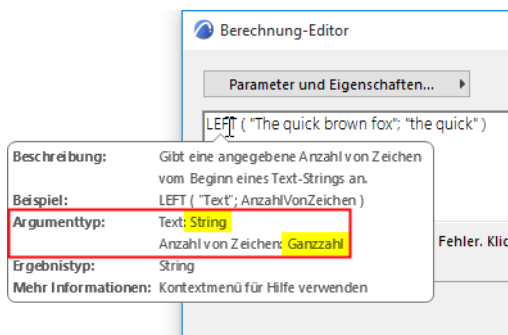 Berechnung-Editor
Parameter und Eigenschaften...
LEFT ( "The quick brown fox"; "the quick" )
Beschreibung: Gibt eine angegebene Anzahl von Zeichen
vom Beginn eines Text-Strings an.
Beispiel: LEFT ( "Text"; AnzahlVonZeichen )
Argumenttyp: Text: String
Anzahl von Zeichen: Ganzzahl
Fehler. Klic
Ergebnistyp: String
Mehr Informationen: Kontextmenü für Hilfe verwenden